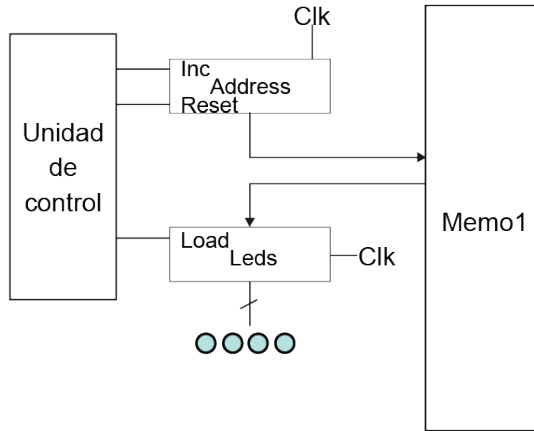 Clk
Inc
Address
Reset
Unidad
de
control
Memo1
Load
Leds
Clk